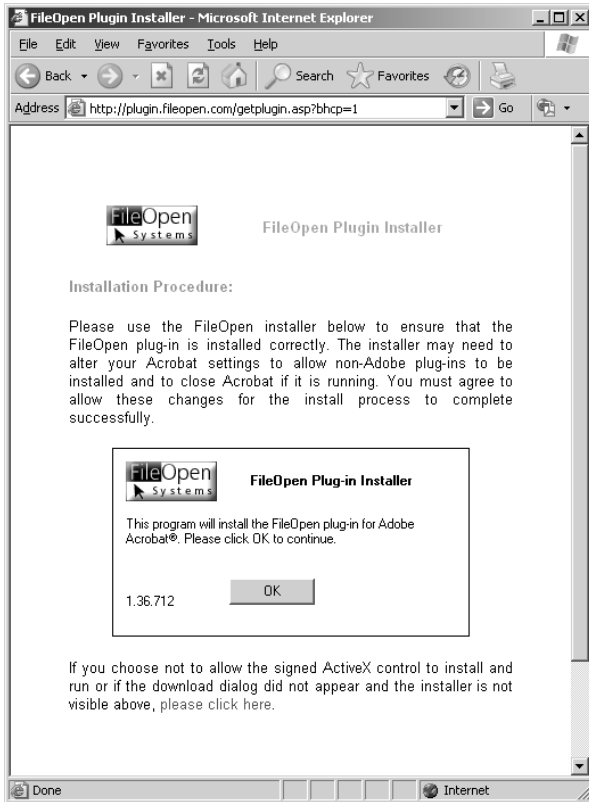 FileOpen Plugin Installer - Microsoft Internet Explorer
File Edit View Favorites Tools Help
Back Search Favorites
Address http://plugin.fileopen.com/getplugin.asp?bhcp=1 Go
FileOpen
Systems
FileOpen Plugin Installer
Installation Procedure:
Please use the FileOpen installer below to ensure that the
FileOpen plug-in is installed correctly. The installer may need to
alter your Acrobat settings to allow non-Adobe plug-ins to be
installed and to close Acrobat if it is running. You must agree to
allow these changes for the install process to complete
successfully.
FileOpen
Systems
FileOpen Plug-in Installer
This program will install the FileOpen plug-in for Adobe
Acrobat®. Please click OK to continue.
OK
1.36.712
If you choose not to allow the signed ActiveX control to install and
run or if the download dialog did not appear and the installer is not
visible above, please click here.
Done Internet